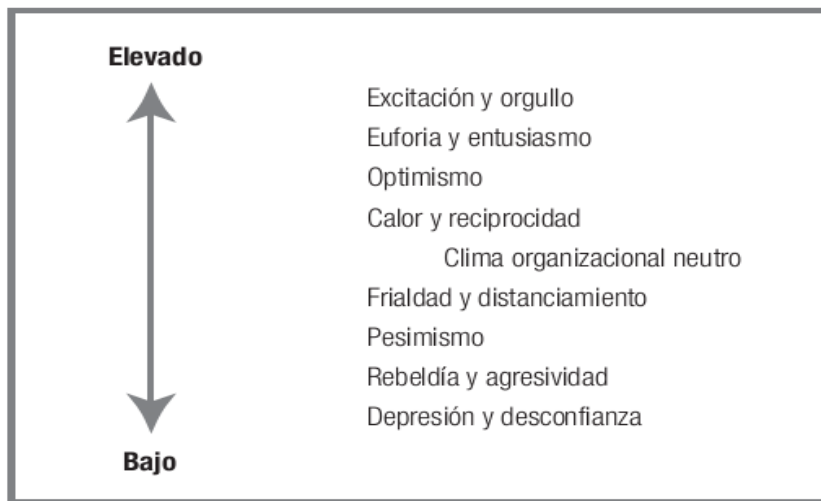 Elevado
Excitación y orgullo
Euforia y entusiasmo
Optimismo
Calor y reciprocidad
Clima organizacional neutro
Frialdad y distanciamiento
Pesimismo
Rebeldía y agresividad
Depresión y desconfianza
Bajo